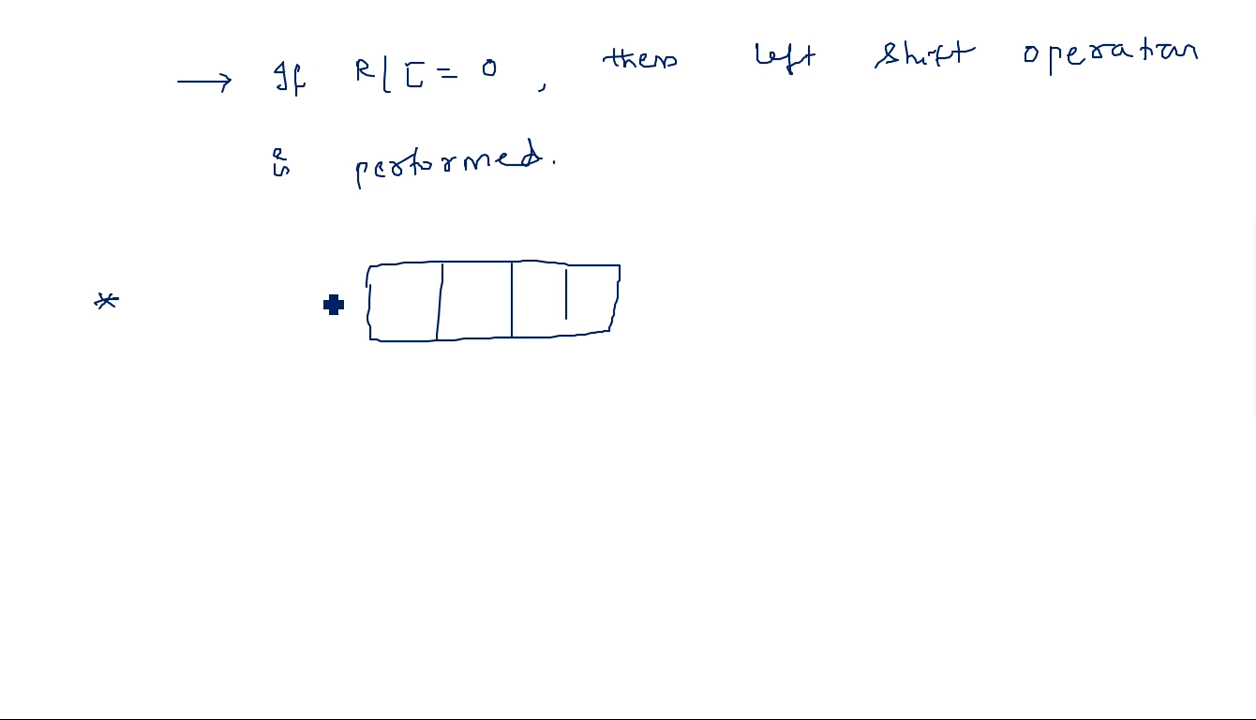 → If R/L̅ = 0 , then left shift operation
is performed.
*